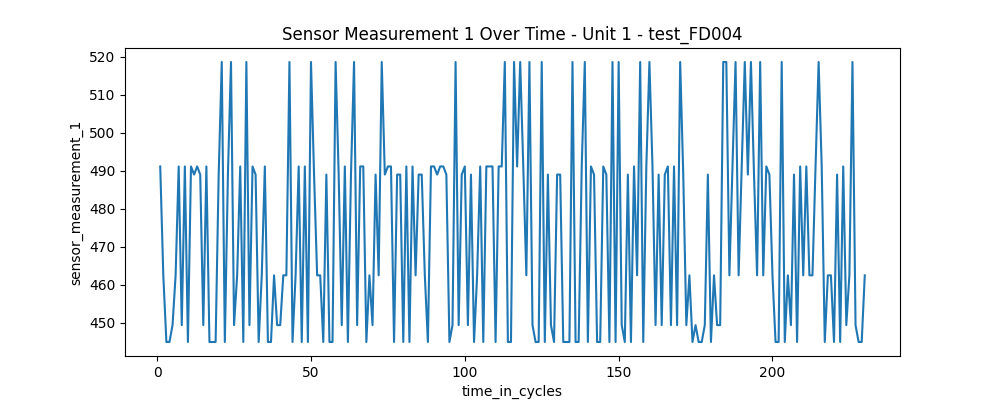 Sensor Measurement 1 Over Time - Unit 1 - test_FD004
sensor_measurement_1
520
510
500
490
480
470
460
450
0 50 100 150 200
time_in_cycles